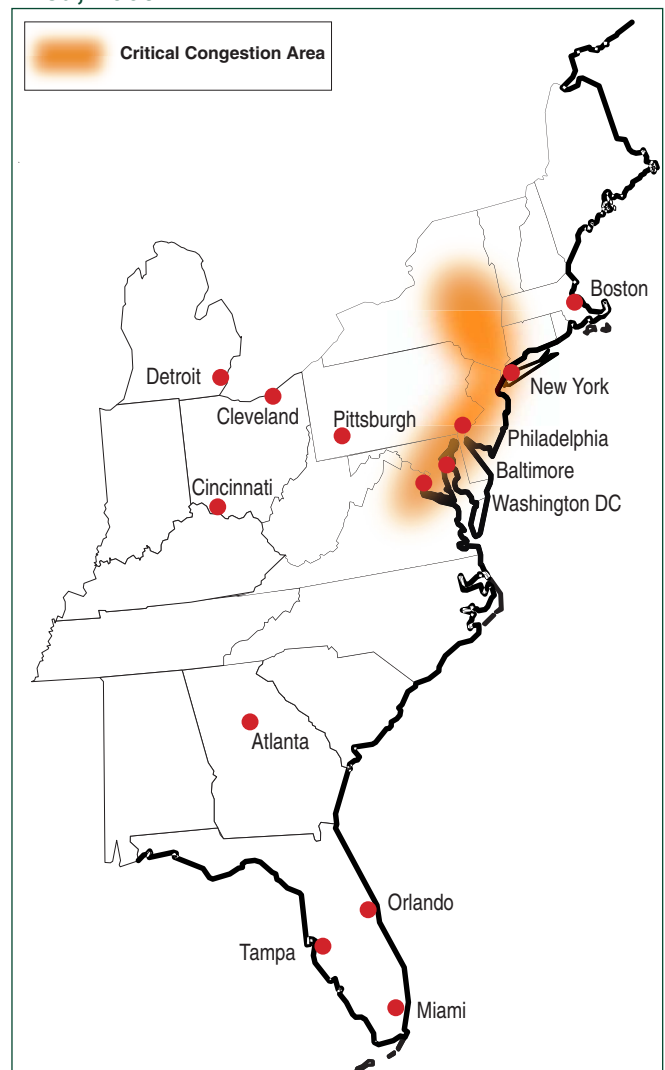 Critical Congestion Area
Boston
Detroit
New York
Cleveland
Pittsburgh
Philadelphia
Baltimore
Cincinnati
Washington DC
Atlanta
Orlando
Tampa
Miami